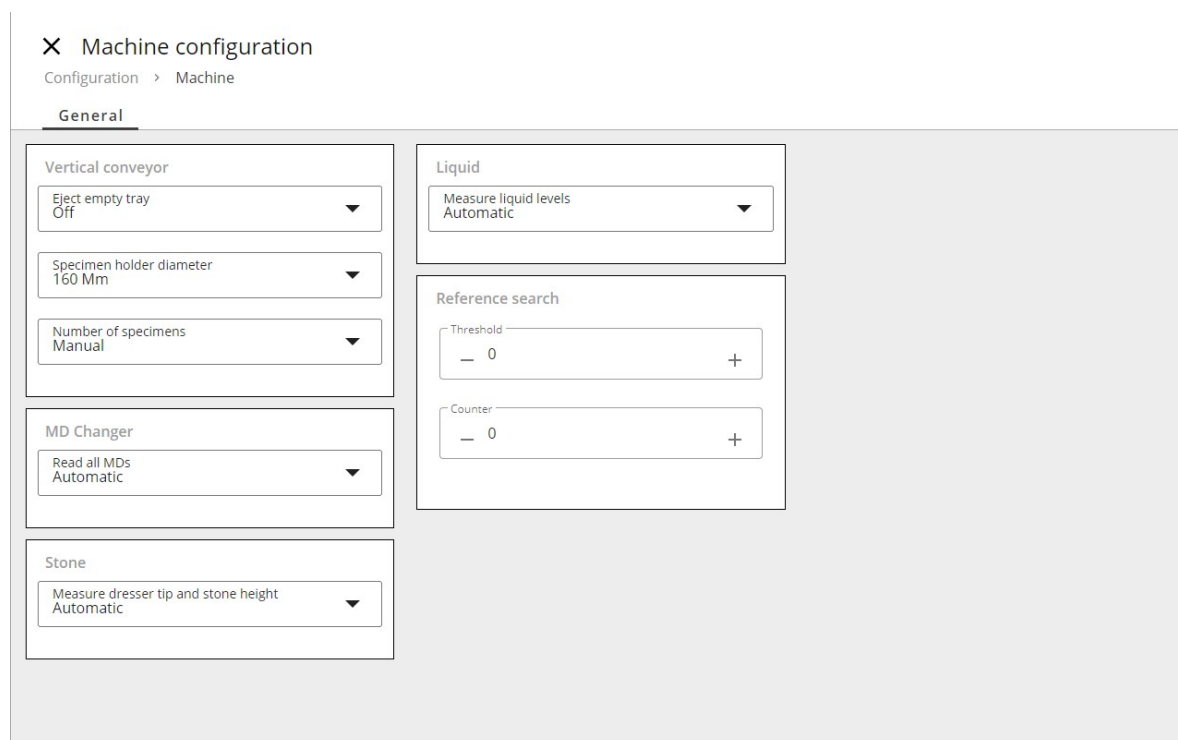 Machine configuration
Configuration > Machine
General
Vertical conveyor
Eject empty tray
Off
Specimen holder diameter
160 Mm
Number of specimens
Manual
MD Changer
Read all MDs
Automatic
Stone
Measure dresser tip and stone height
Automatic
Liquid
Measure liquid levels
Automatic
Reference search
Threshold
0
Counter
0